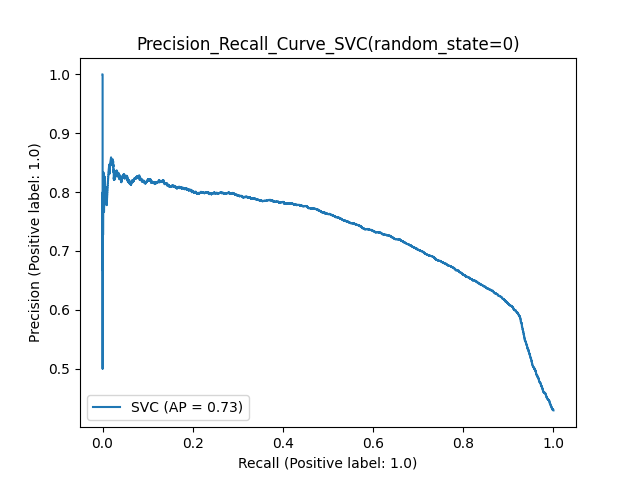 Precision_Recall_Curve_SVC(random_state=0)
1.0
0.9
0.8
0.7
0.6
0.5
Precision (Positive label: 1.0)
SVC (AP = 0.73)
0.0 0.2 0.4 0.6 0.8 1.0
Recall (Positive label: 1.0)